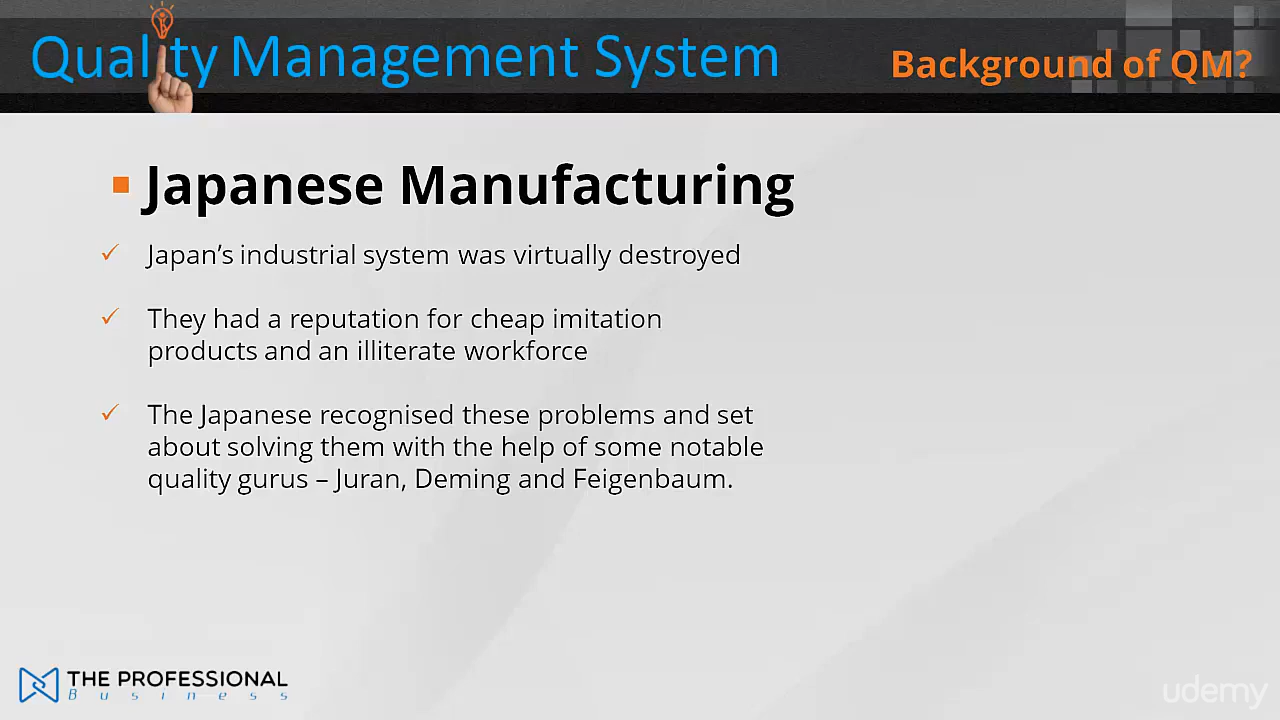 Quality Management System
Background of QM?
Japanese Manufacturing
Japan's industrial system was virtually destroyed
They had a reputation for cheap imitation
products and an illiterate workforce
The Japanese recognised these problems and set
about solving them with the help of some notable
quality gurus – Juran, Deming and Feigenbaum.
THE PROFESSIONAL
Business
udemy